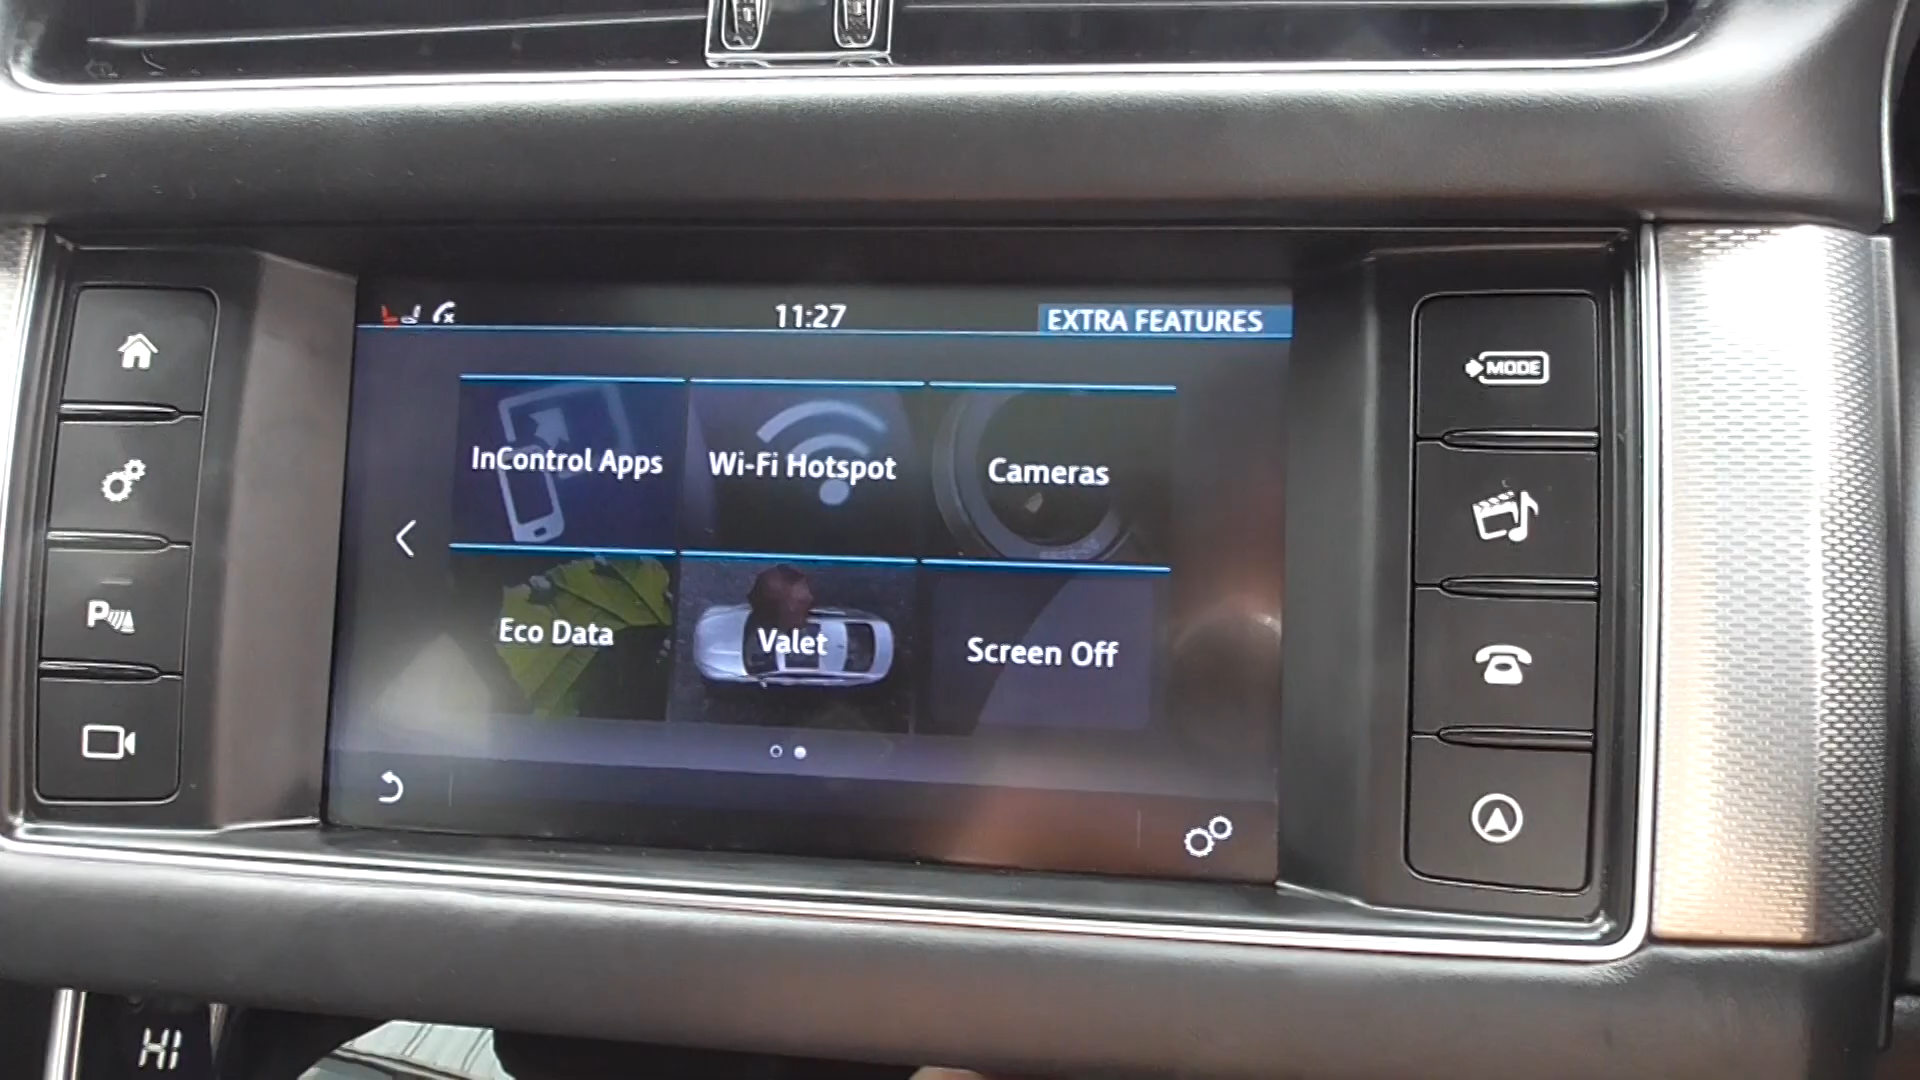 11:27
EXTRA FEATURES
MODE
InControl Apps
Wi-Fi Hotspot
Cameras
Eco Data
Valet
Screen Off
P
HI